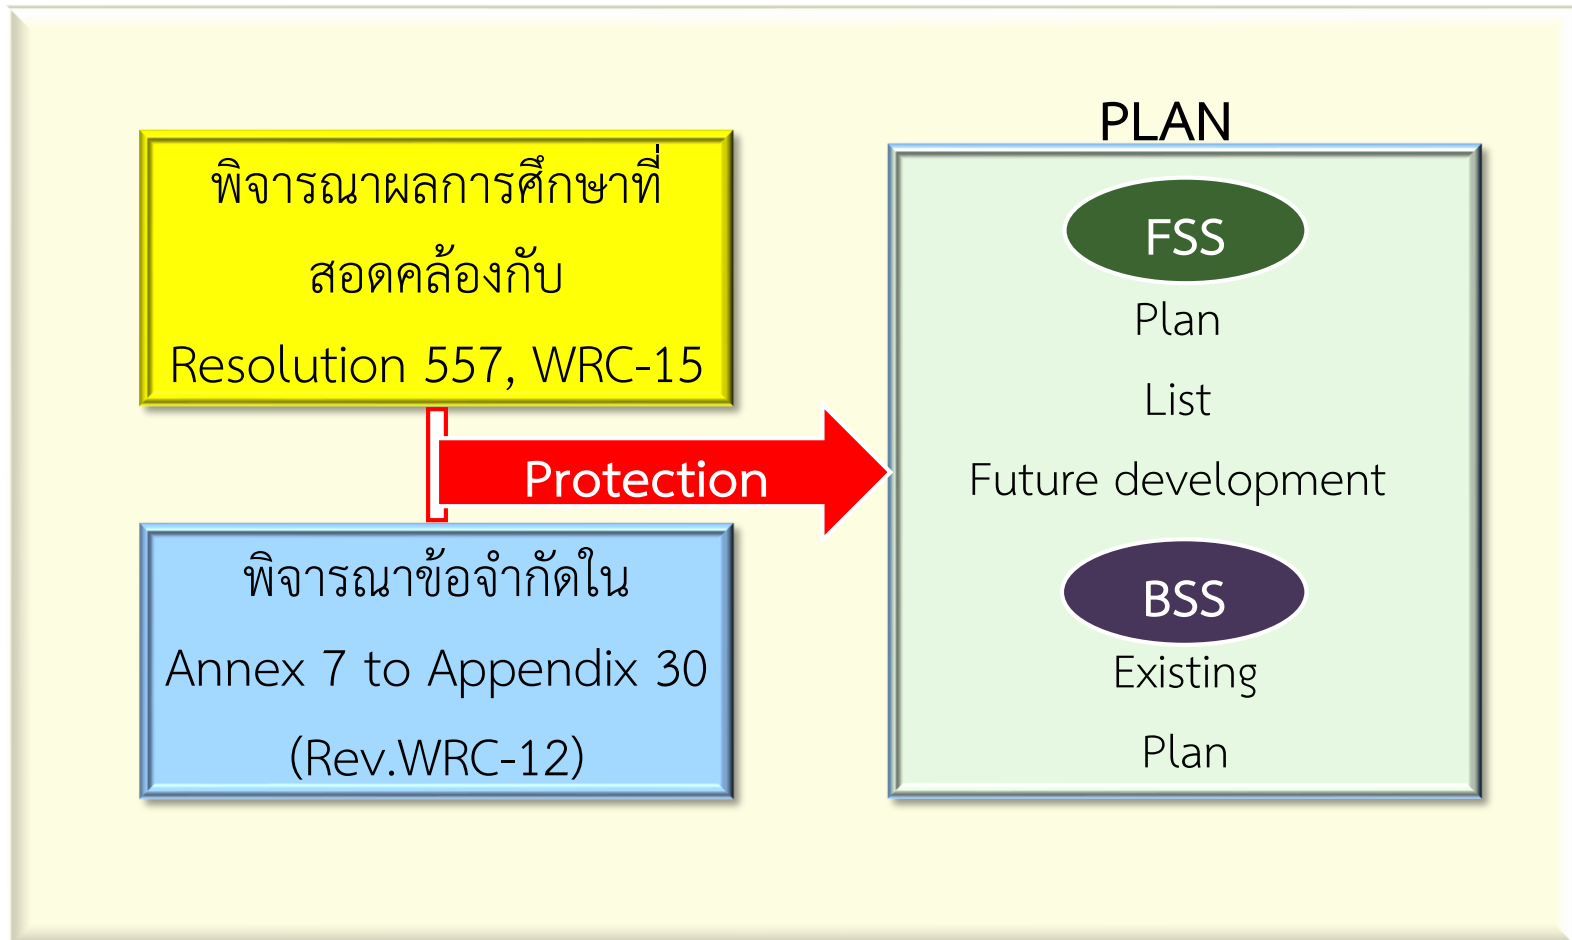 พิจารณาผลการศึกษาที่
สอดคล้องกับ
Resolution 557, WRC-15
Protection
พิจารณาข้อจำกัดใน
Annex 7 to Appendix 30
(Rev.WRC-12)
PLAN
FSS
Plan
List
Future development
BSS
Existing
Plan